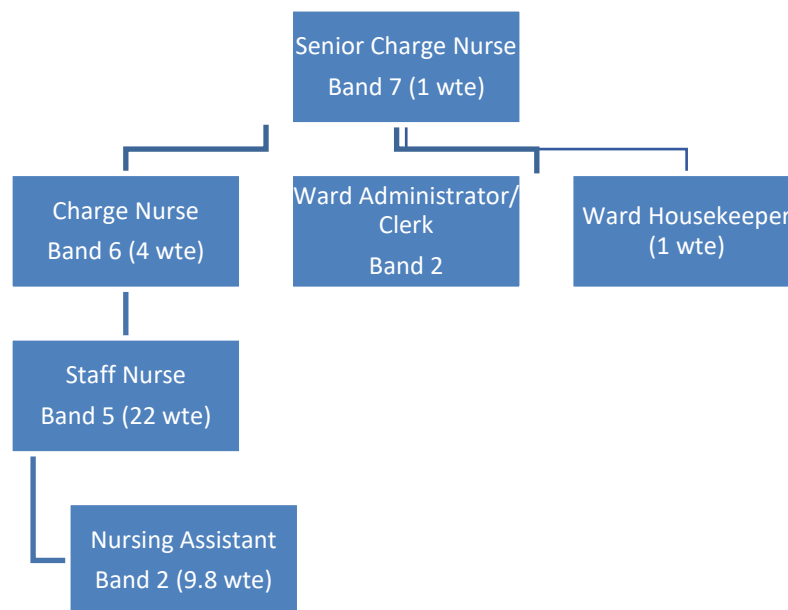 Senior Charge Nurse
Band 7 (1 wte)
Charge Nurse
Band 6 (4 wte)
Ward Administrator/
Clerk
Band 2
Ward Housekeeper
(1 wte)
Staff Nurse
Band 5 (22 wte)
Nursing Assistant
Band 2 (9.8 wte)